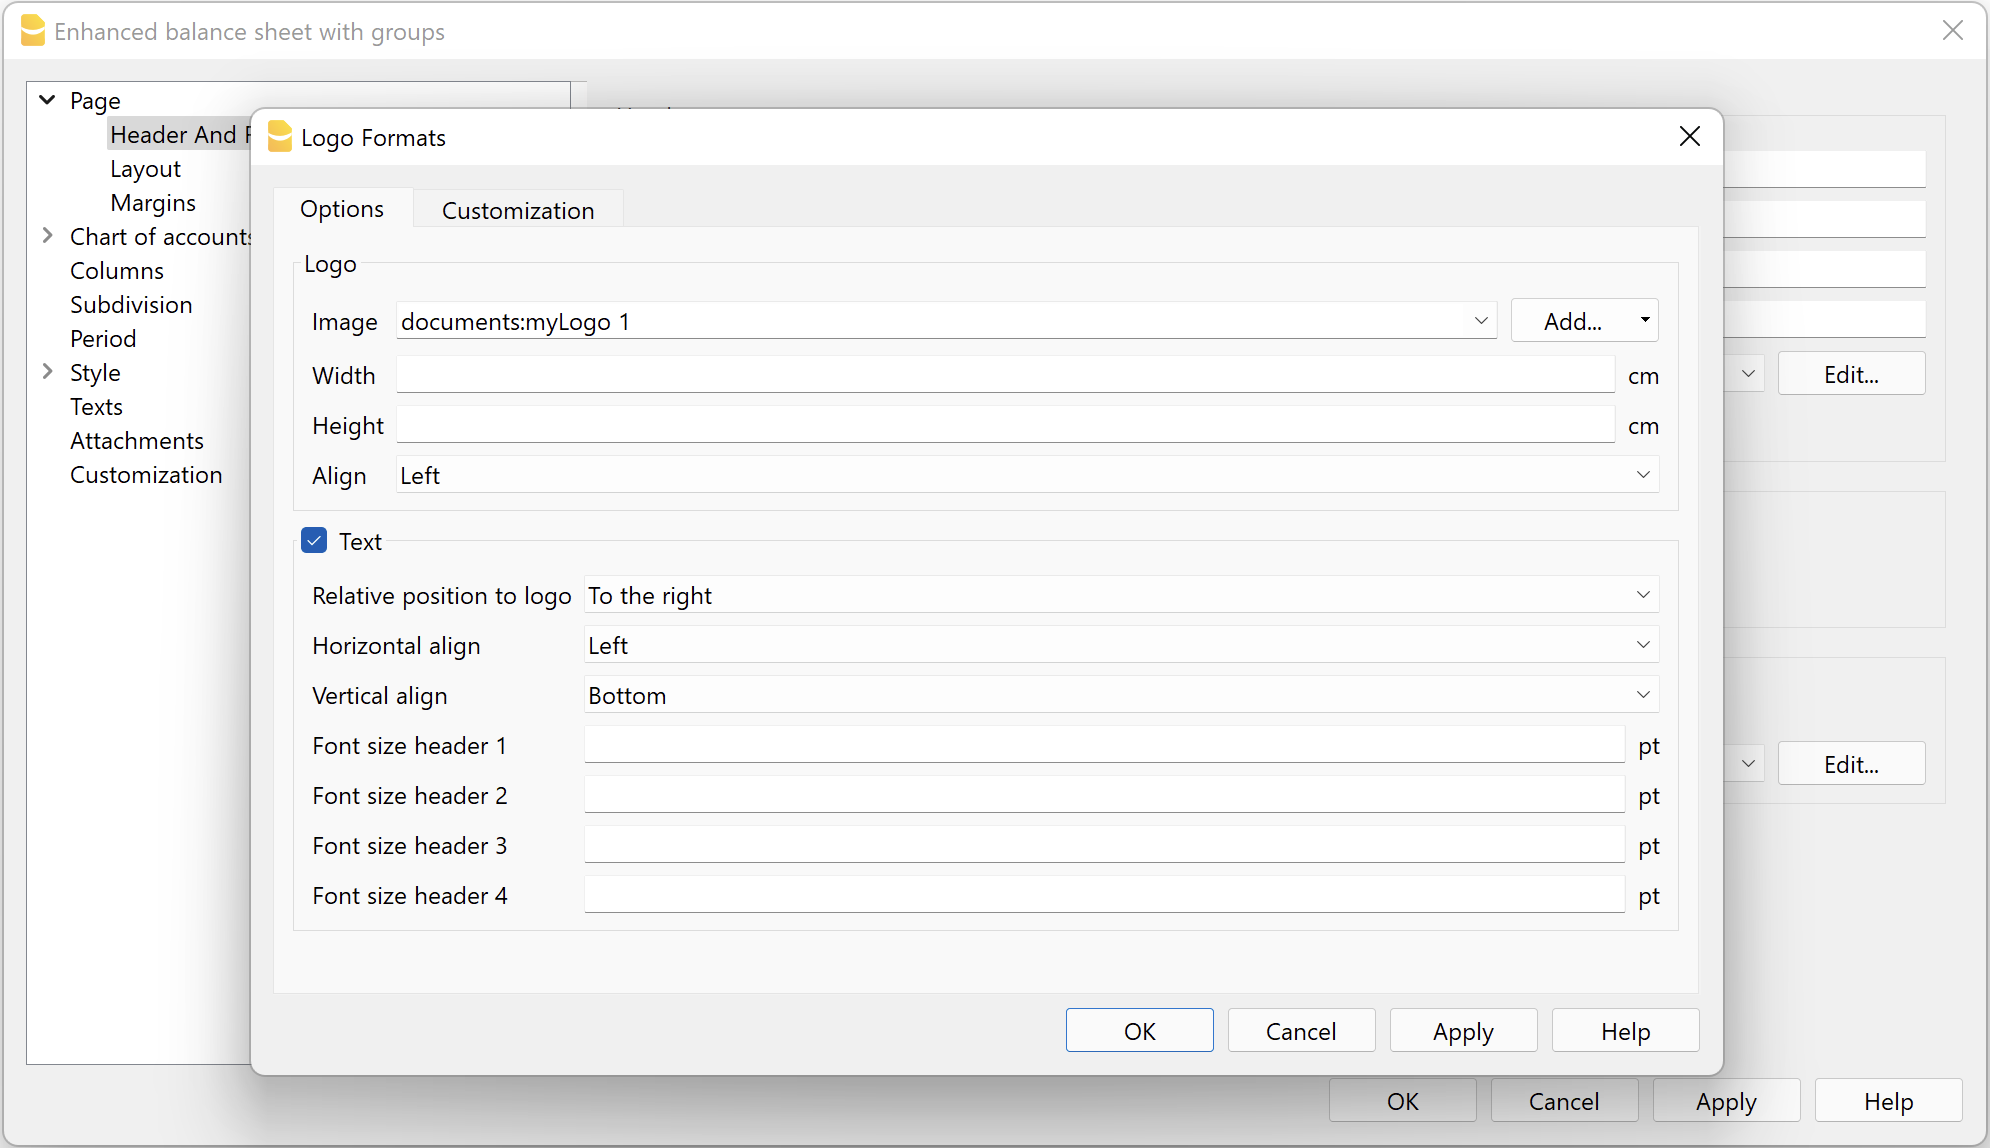 Enhanced balance sheet with groups
Page
Header And
Layout
Margins
Chart of accounts
Columns
Subdivision
Period
Style
Texts
Attachments
Customization
Logo Formats
Options
Customization
Logo
Image documents:myLogo 1 Add...
Width cm
Height cm
Align Left
Text
Relative position to logo To the right
Horizontal align Left
Vertical align Bottom
Font size header 1 pt
Font size header 2 pt
Font size header 3 pt
Font size header 4 pt
OK Cancel Apply Help
Edit...
Edit...
OK Cancel Apply Help